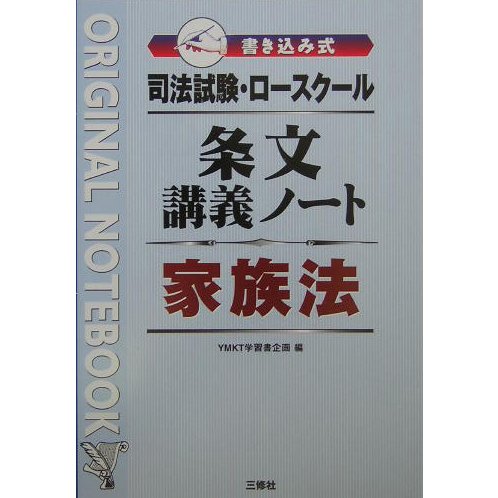 書き込み式
司法試験・ロースクール
条文
講義ノート
家族法
YMKT学習書企画 編
三修社
ORIGINAL NOTEBOOK